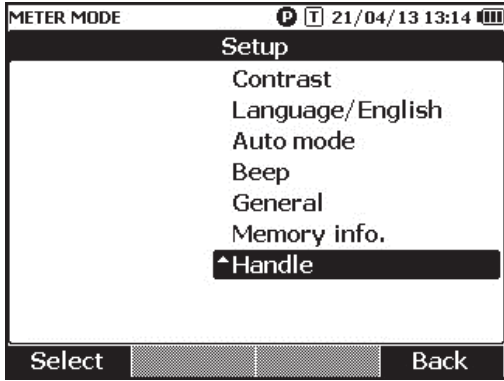 METER MODE P T 21/04/13 13:14
Setup
Contrast
Language/English
Auto mode
Beep
General
Memory info.
Handle
Select Back